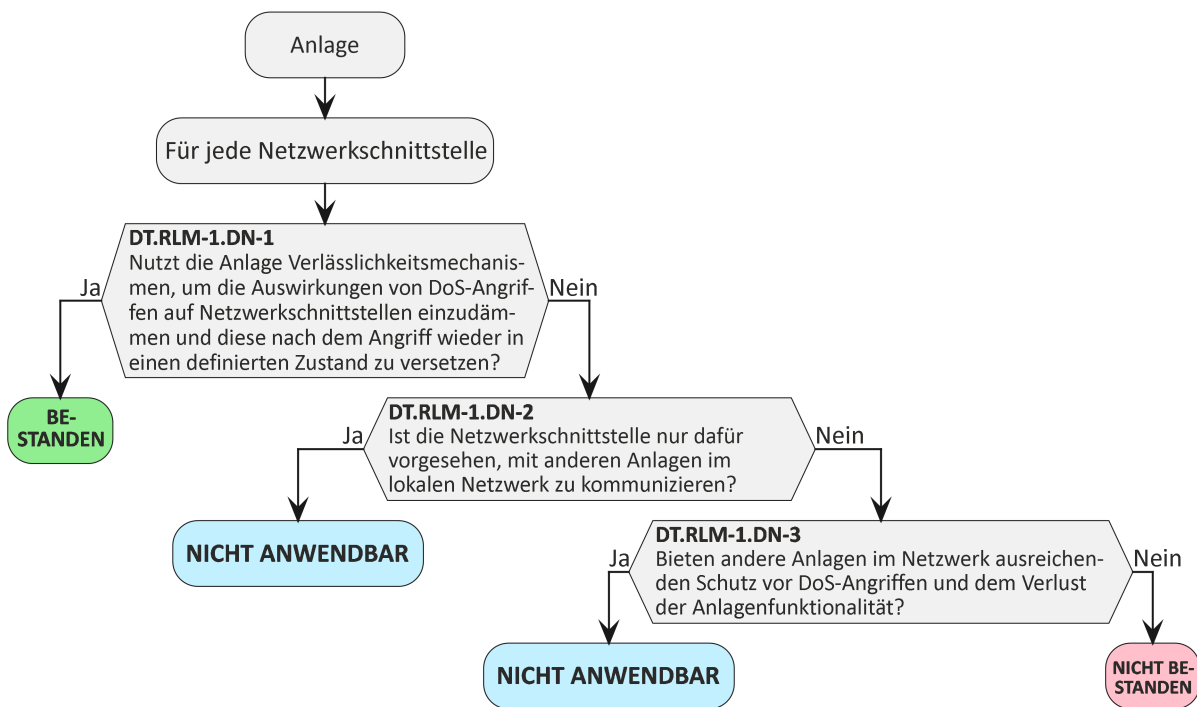 Anlage
Für jede Netzwerkschnittstelle
DT.RLM-1.DN-1
Nutzt die Anlage Verlässlichkeitsmechanis-
men, um die Auswirkungen von DoS-Angrif-
fen auf Netzwerkschnittstellen einzudäm-
men und diese nach dem Angriff wieder in
einen definierten Zustand zu versetzen?
Ja
Nein
BE-
STANDEN
DT.RLM-1.DN-2
Ist die Netzwerkschnittstelle nur dafür
vorgesehen, mit anderen Anlagen im
lokalen Netzwerk zu kommunizieren?
Ja
Nein
NICHT ANWENDBAR
DT.RLM-1.DN-3
Bieten andere Anlagen im Netzwerk ausreichen-
den Schutz vor DoS-Angriffen und dem Verlust
der Anlagenfunktionalität?
Ja
Nein
NICHT ANWENDBAR
NICHT BE-
STANDEN